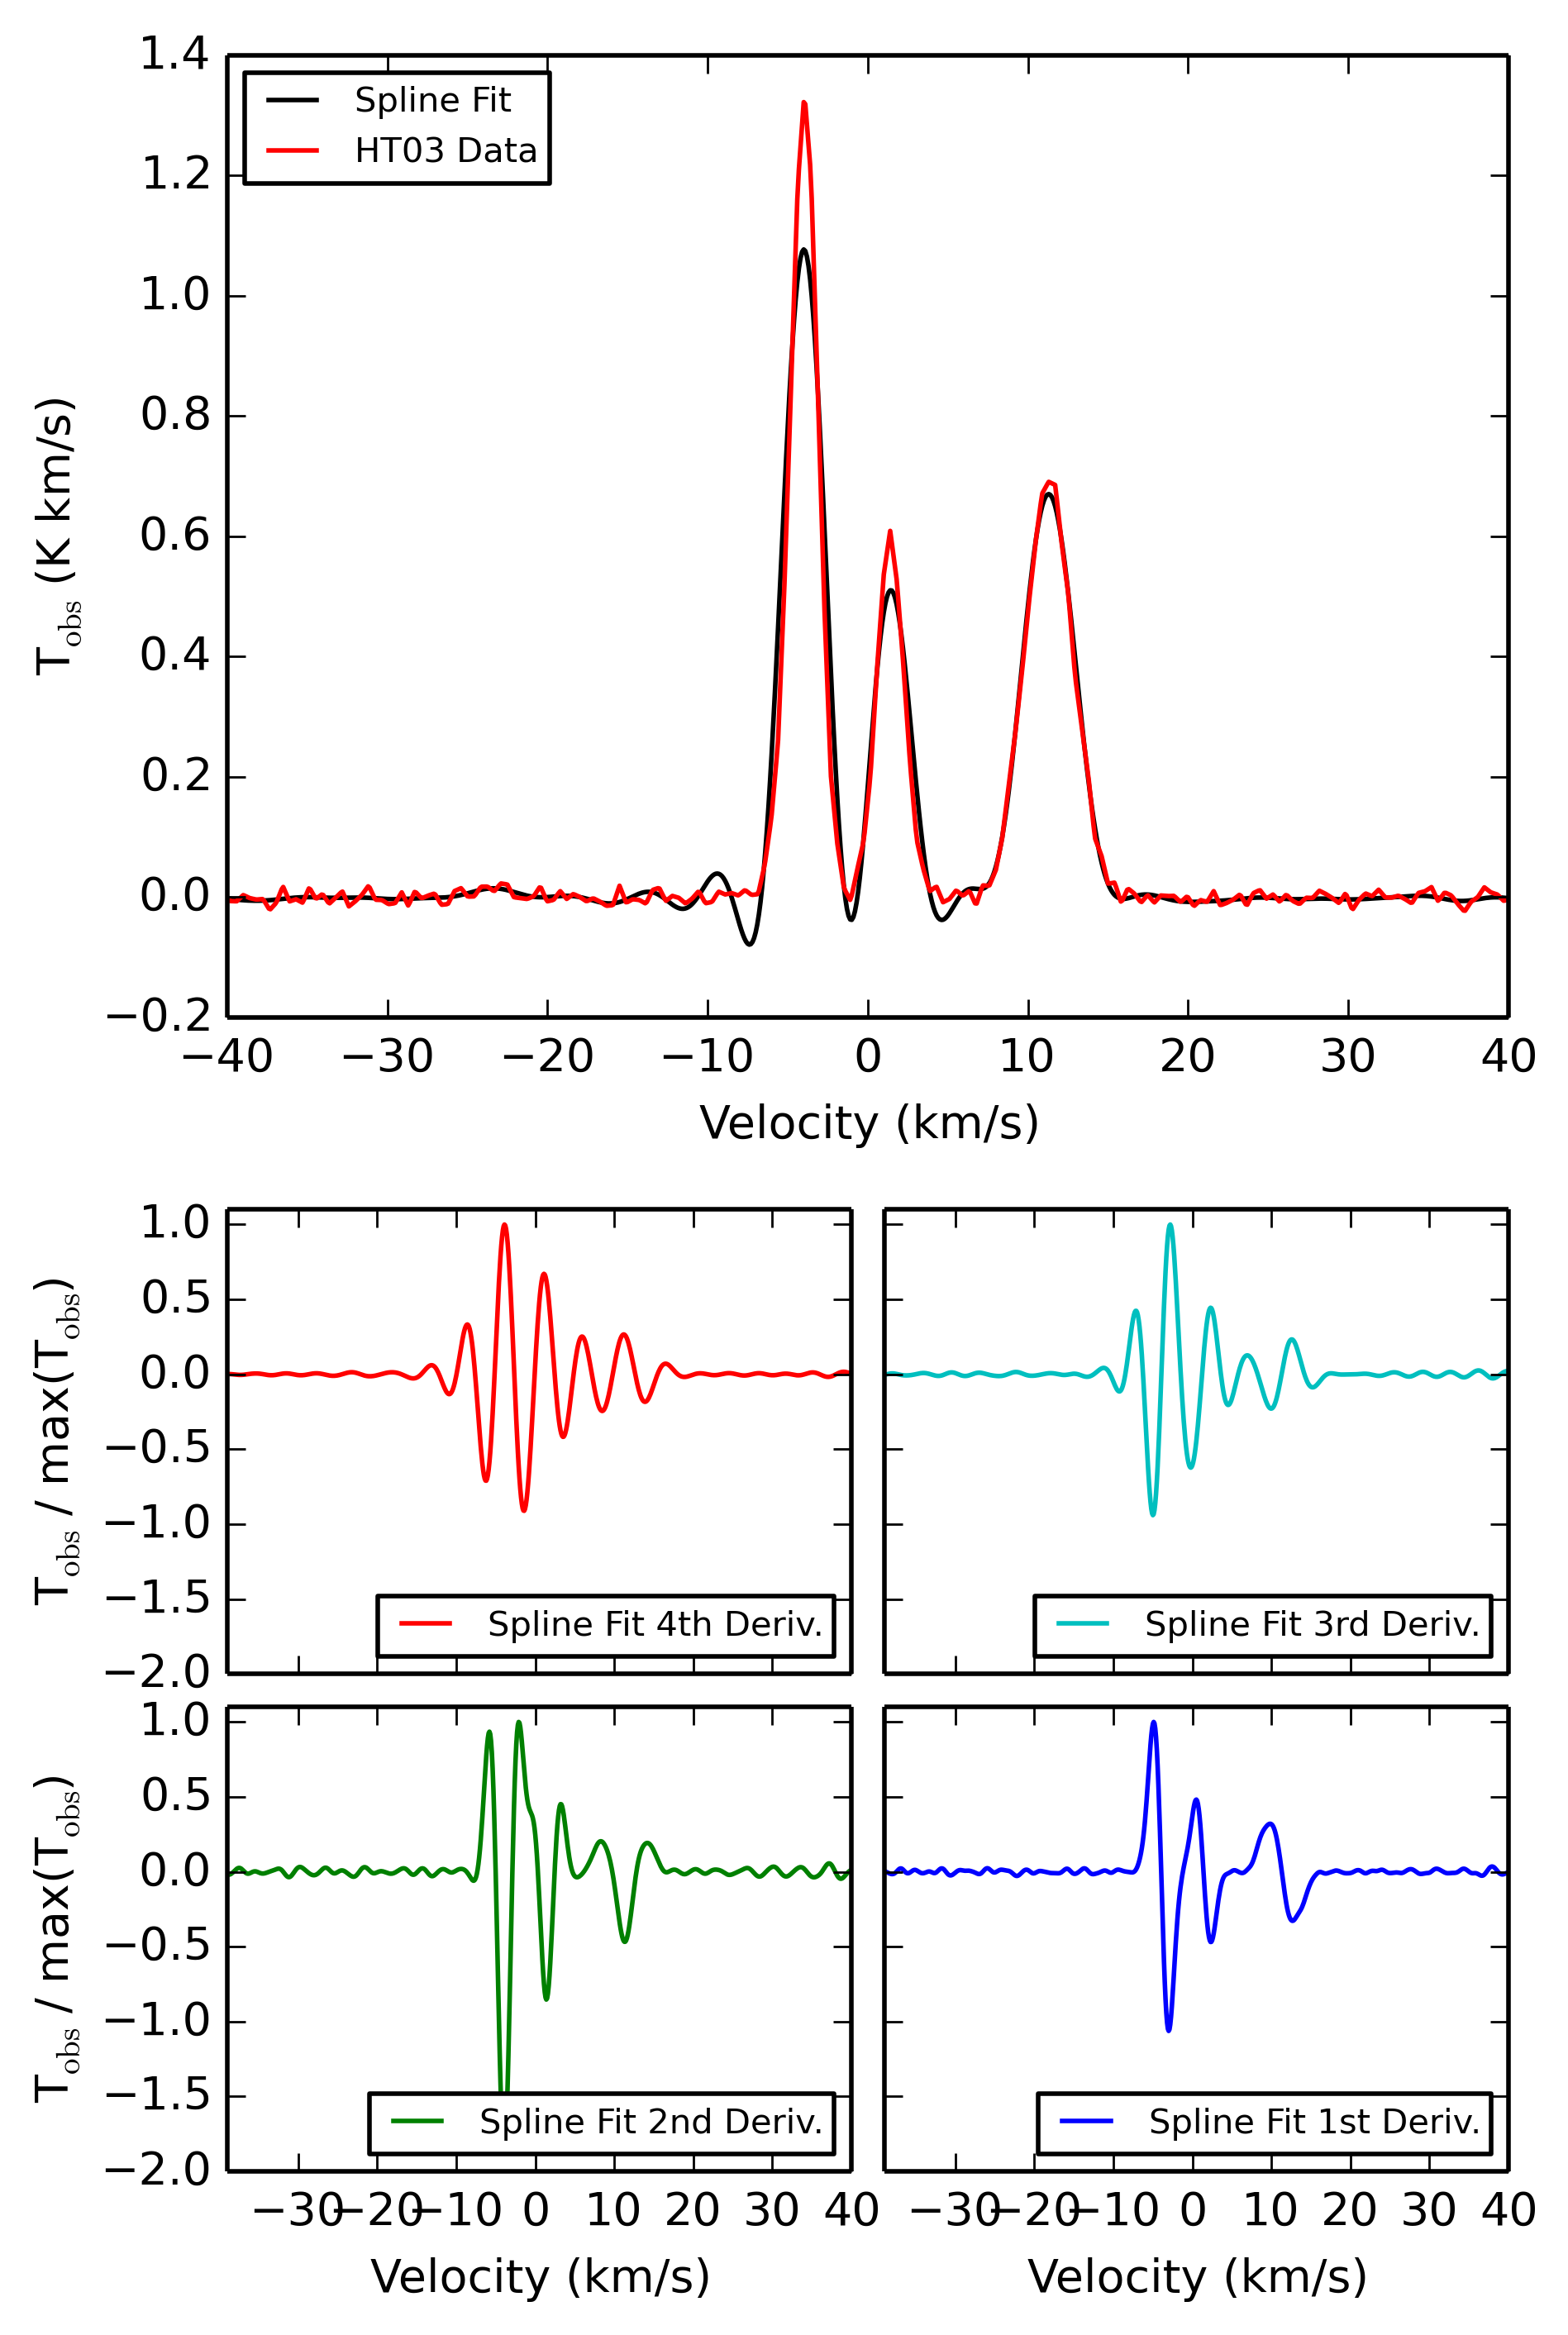 1.4
1.2
1.0
0.8
0.6
0.4
0.2
0.0
−0.2
T_obs (K km/s)
Spline Fit
HT03 Data
−40 −30 −20 −10 0 10 20 30 40
Velocity (km/s)
1.0
0.5
0.0
−0.5
−1.0
−1.5
−2.0
T_obs / max(T_obs)
Spline Fit 4th Deriv.
Spline Fit 3rd Deriv.
1.0
0.5
0.0
−0.5
−1.0
−1.5
−2.0
T_obs / max(T_obs)
Spline Fit 2nd Deriv.
Spline Fit 1st Deriv.
−30 −20 −10 0 10 20 30 40
−30 −20 −10 0 10 20 30 40
Velocity (km/s)
Velocity (km/s)